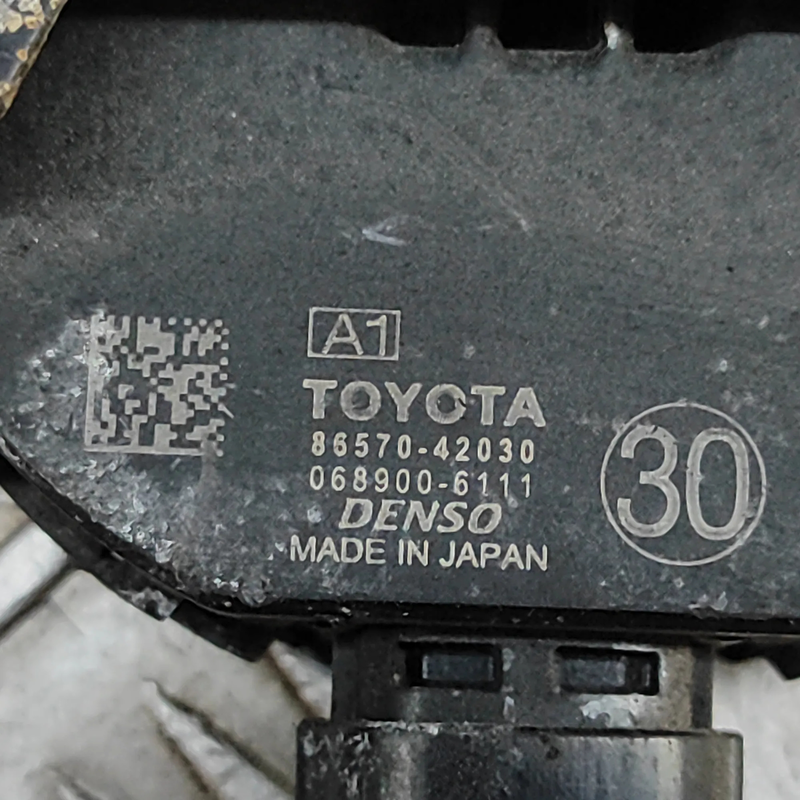 A1
TOYOTA
86570-42030
068900-6111
DENSO
MADE IN JAPAN
30